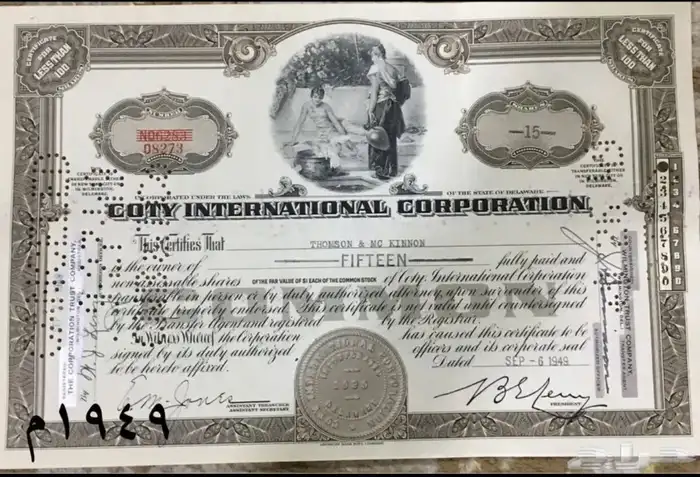 CERTIFICATE
FOR
LESS THAN
100
SHARES
CERTIFICATE
FOR
LESS THAN
100
SHARES
NUMBER
NO6283
08273
SHARES
15
INCORPORATED UNDER THE LAWS OF THE STATE OF DELAWARE
COTY INTERNATIONAL CORPORATION
This Certifies That THOMSON & MC KINNON
FIFTEEN fully paid and
is the owner of
non-assessable shares OF THE PAR VALUE OF $1 EACH OF THE COMMON STOCK of Coty International Corporation
transferable in person or by duly authorized attorney, upon surrender of this
certificate properly endorsed. This certificate is not valid until countersigned
by the Transfer Agent and registered by the Registrar.
In Witness Whereof, the Corporation has caused this certificate to be
signed by its duly authorized officers and its corporate seal
to be hereto affixed. Dated SEP -6 1949
ASSISTANT TREASURER
ASSISTANT SECRETARY
PRESIDENT
THE CORPORATION TRUST COMPANY
١٩٤٩م